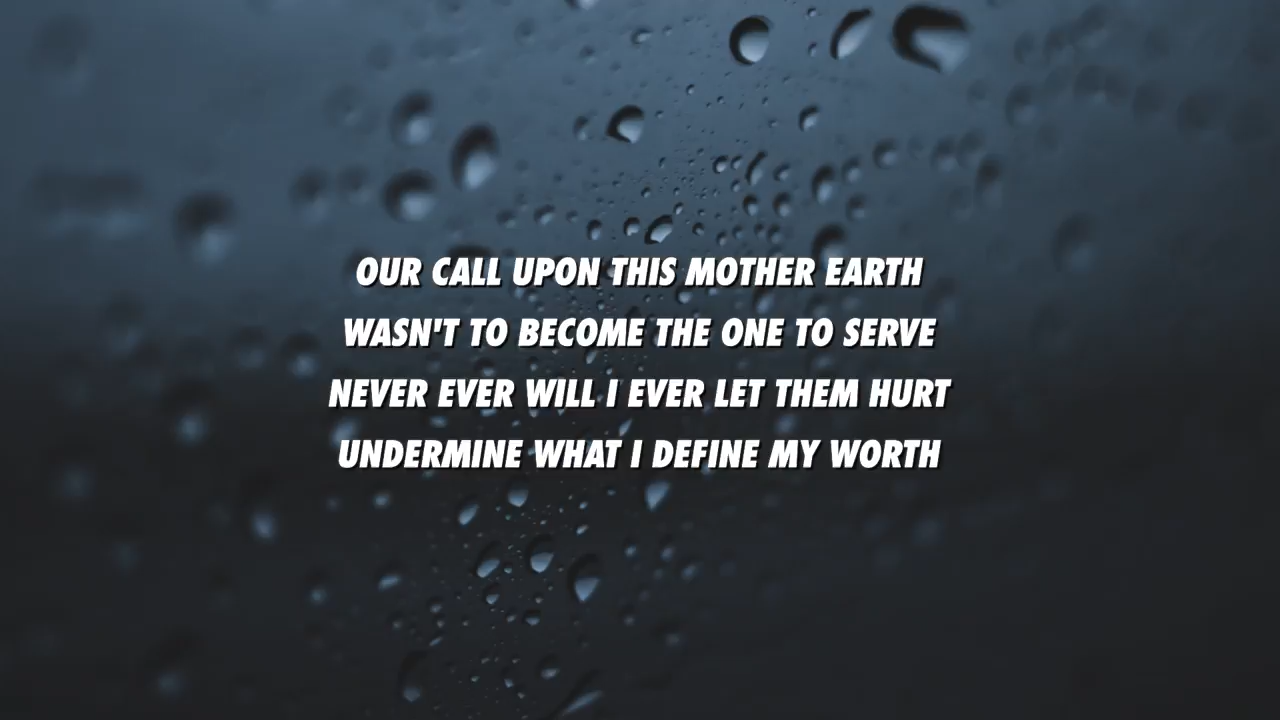 OUR CALL UPON THIS MOTHER EARTH
WASN'T TO BECOME THE ONE TO SERVE
NEVER EVER WILL I EVER LET THEM HURT
UNDERMINE WHAT I DEFINE MY WORTH